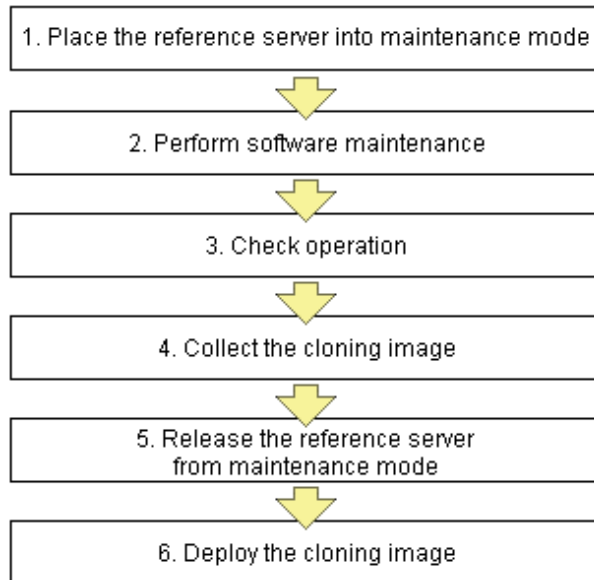 1. Place the reference server into maintenance mode
2. Perform software maintenance
3. Check operation
4. Collect the cloning image
5. Release the reference server
from maintenance mode
6. Deploy the cloning image